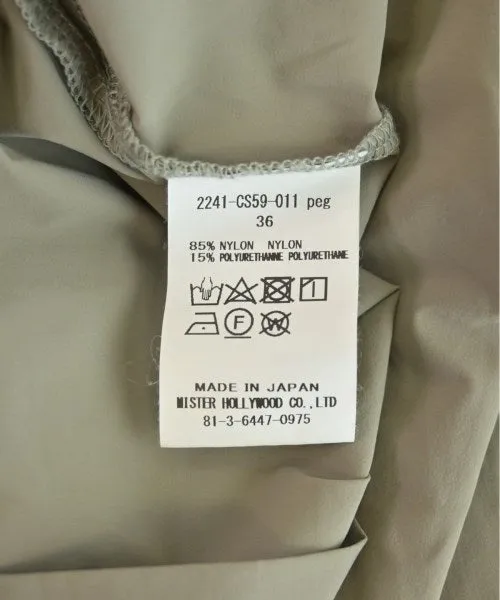 2241-CS59-011 peg
36
85% NYLON NYLON
15% POLYURETHANNE POLYURETHANE
F
W
MADE IN JAPAN
MISTER HOLLYWOOD CO.,LTD
81-3-6447-0975